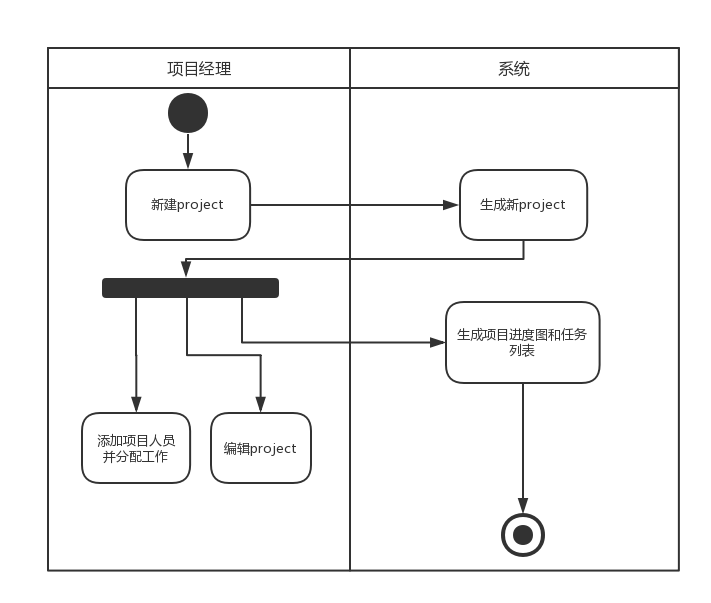 项目经理
系统
新建project
生成新project
生成项目进度图和任务
列表
添加项目人员
并分配工作
编辑project